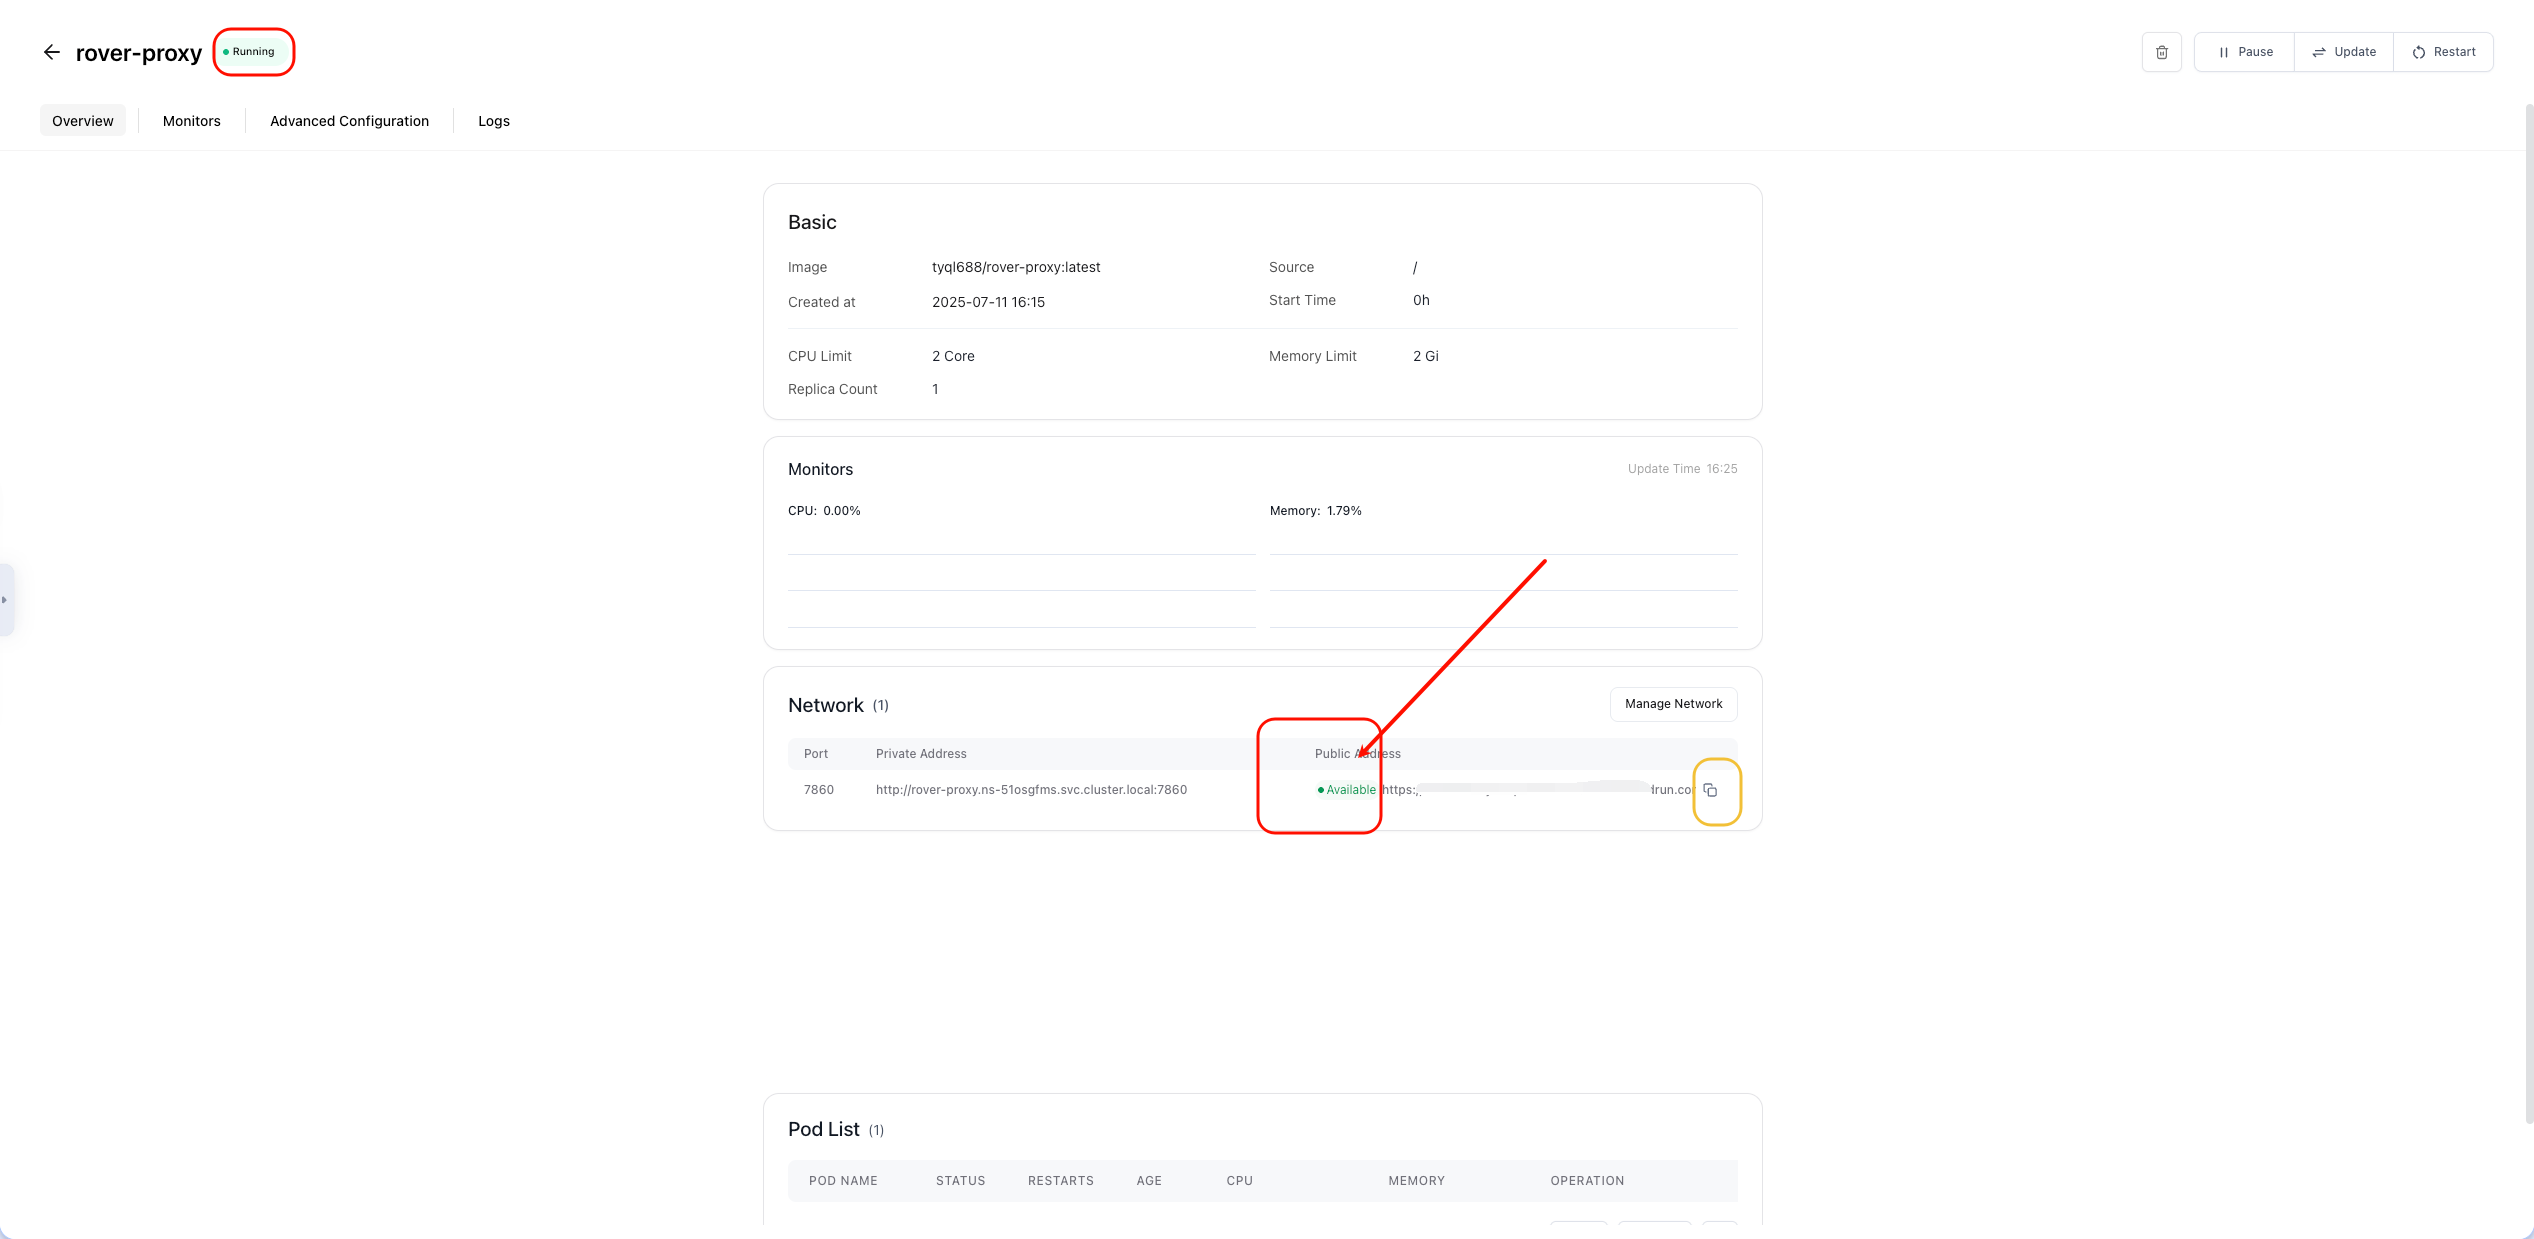 rover-proxy Running
Pause Update Restart
Overview Monitors Advanced Configuration Logs
Basic
Image tyql688/rover-proxy:latest Source /
Created at 2025-07-11 16:15 Start Time 0h
CPU Limit 2 Core Memory Limit 2 Gi
Replica Count 1
Monitors Update Time 16:25
CPU: 0.00% Memory: 1.79%
Network (1) Manage Network
Port Private Address Public Address
7860 http://rover-proxy.ns-51osgfms.svc.cluster.local:7860 Available https:/
Pod List (1)
POD NAME STATUS RESTARTS AGE CPU MEMORY OPERATION